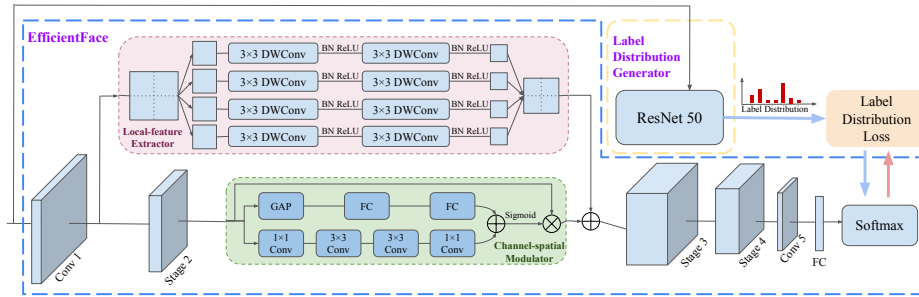 EfficientFace
3×3 DWConv
BN ReLU
3×3 DWConv
BN ReLU
3×3 DWConv
BN ReLU
3×3 DWConv
BN ReLU
3×3 DWConv
BN ReLU
3×3 DWConv
BN ReLU
3×3 DWConv
BN ReLU
3×3 DWConv
BN ReLU
Local-feature
Extractor
Label
Distribution
Generator
ResNet 50
Label Distribution
Label
Distribution
Loss
Conv 1
Stage 2
GAP
FC
FC
Sigmoid
1×1
Conv
3×3
Conv
3×3
Conv
1×1
Conv
Channel-spatial
Modulator
Stage 3
Stage 4
Conv 5
FC
Softmax